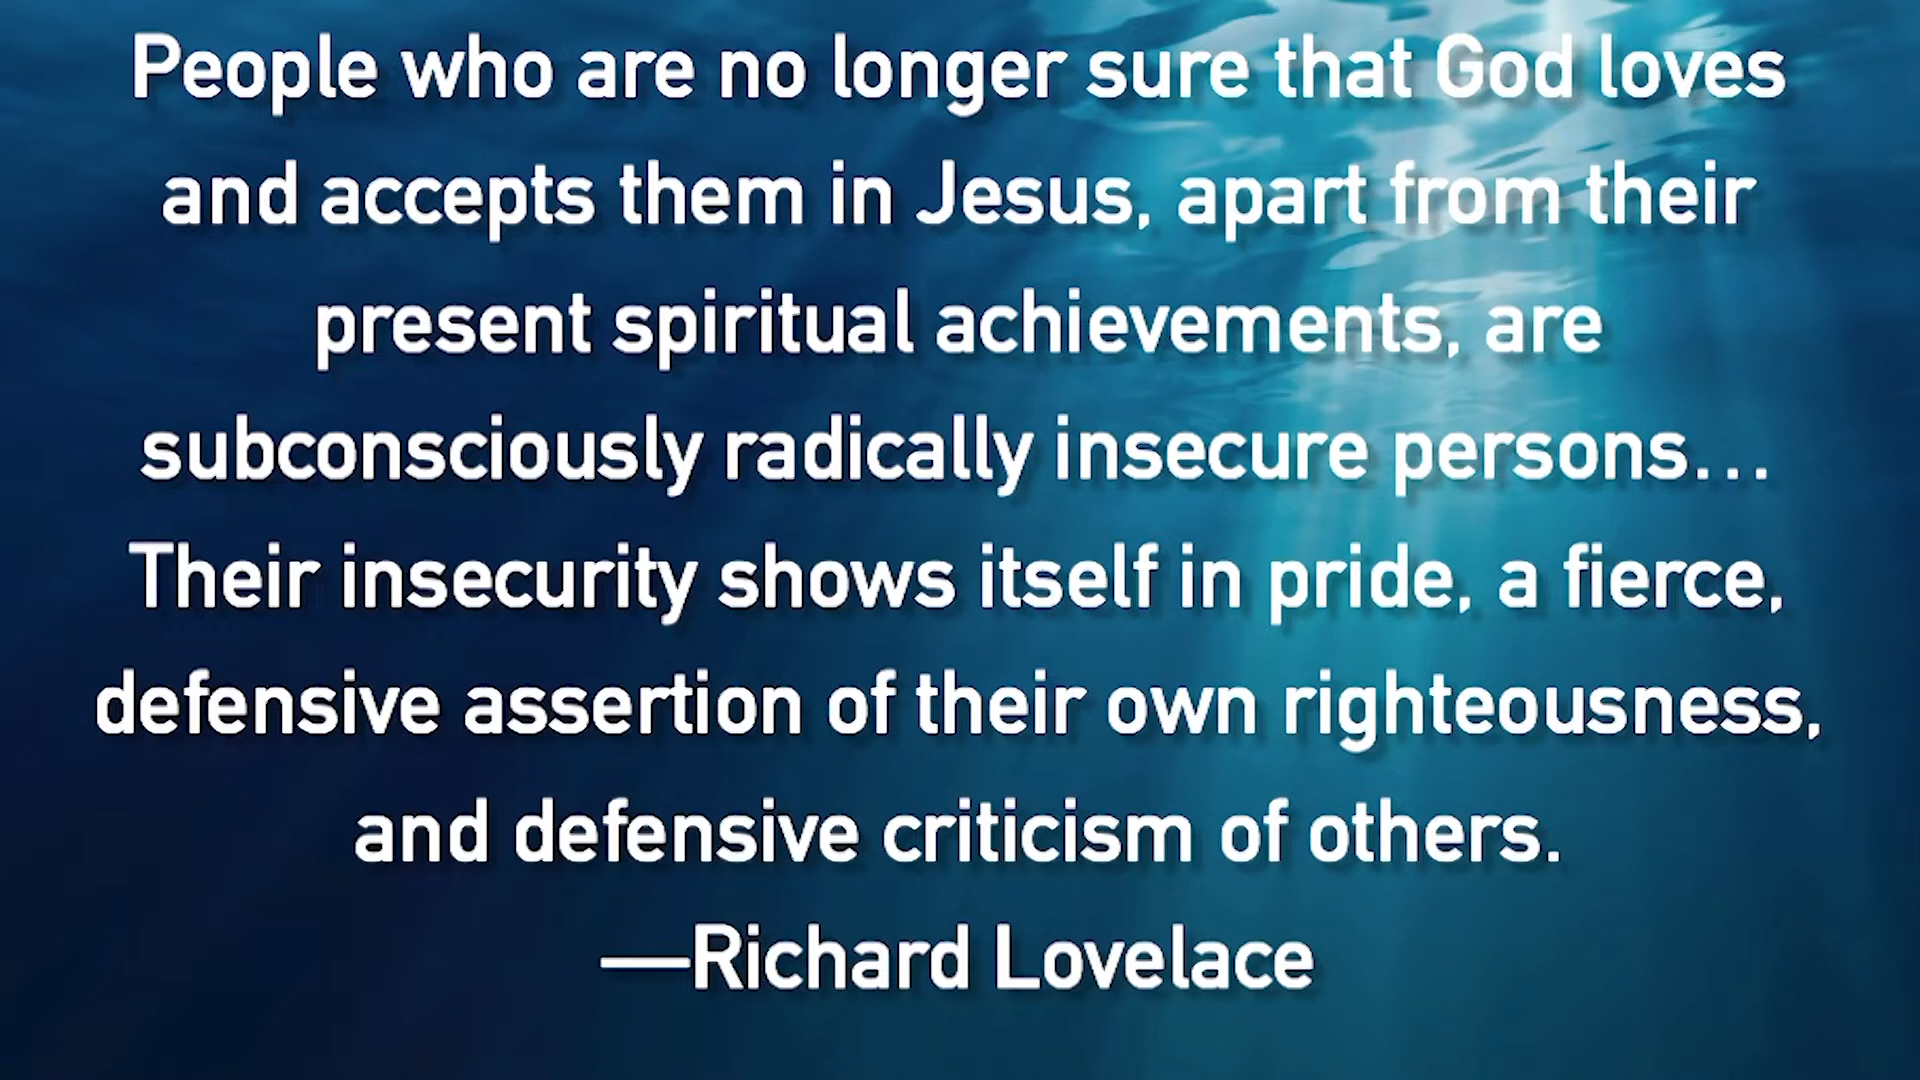 People who are no longer sure that God loves
and accepts them in Jesus, apart from their
present spiritual achievements, are
subconsciously radically insecure persons...
Their insecurity shows itself in pride, a fierce,
defensive assertion of their own righteousness,
and defensive criticism of others.
—Richard Lovelace